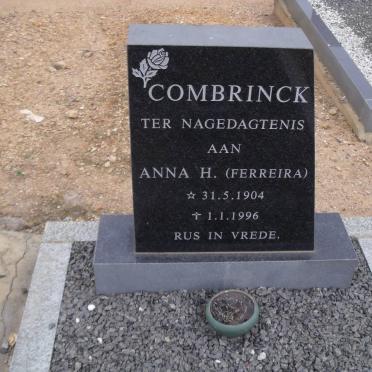 COMBRINCK
TER NAGEDAGTENIS
AAN
ANNA H. (FERREIRA)
☆ 31.5.1904
✝ 1.1.1996
RUS IN VREDE.